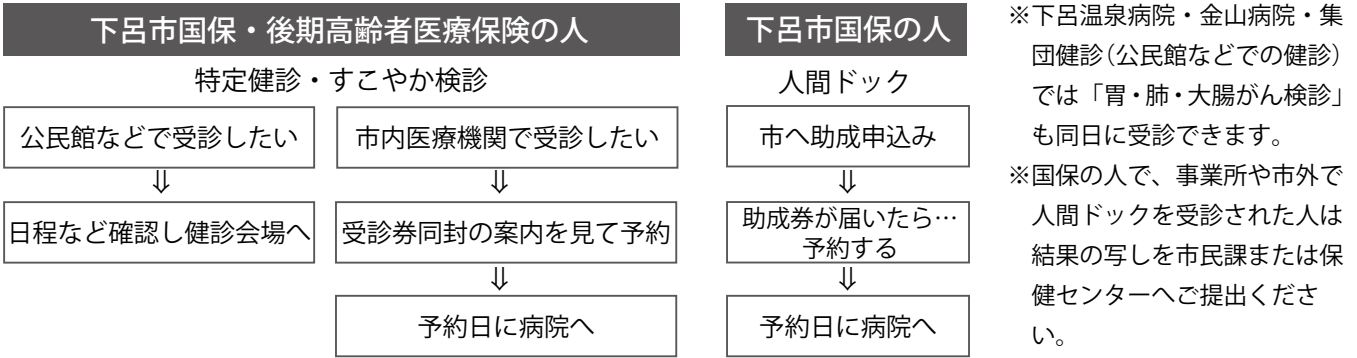 下呂市国保・後期高齢者医療保険の人
特定健診・すこやか検診
公民館などで受診したい
⇓
日程など確認し健診会場へ
市内医療機関で受診したい
⇓
受診券同封の案内を見て予約
⇓
予約日に病院へ
下呂市国保の人
人間ドック
市へ助成申込み
⇓
助成券が届いたら…
予約する
⇓
予約日に病院へ
※下呂温泉病院・金山病院・集
団健診(公民館などでの健診)
では「胃・肺・大腸がん検診」
も同日に受診できます。
※国保の人で、事業所や市外で
人間ドックを受診された人は
結果の写しを市民課または保
健センターへご提出くださ
い。